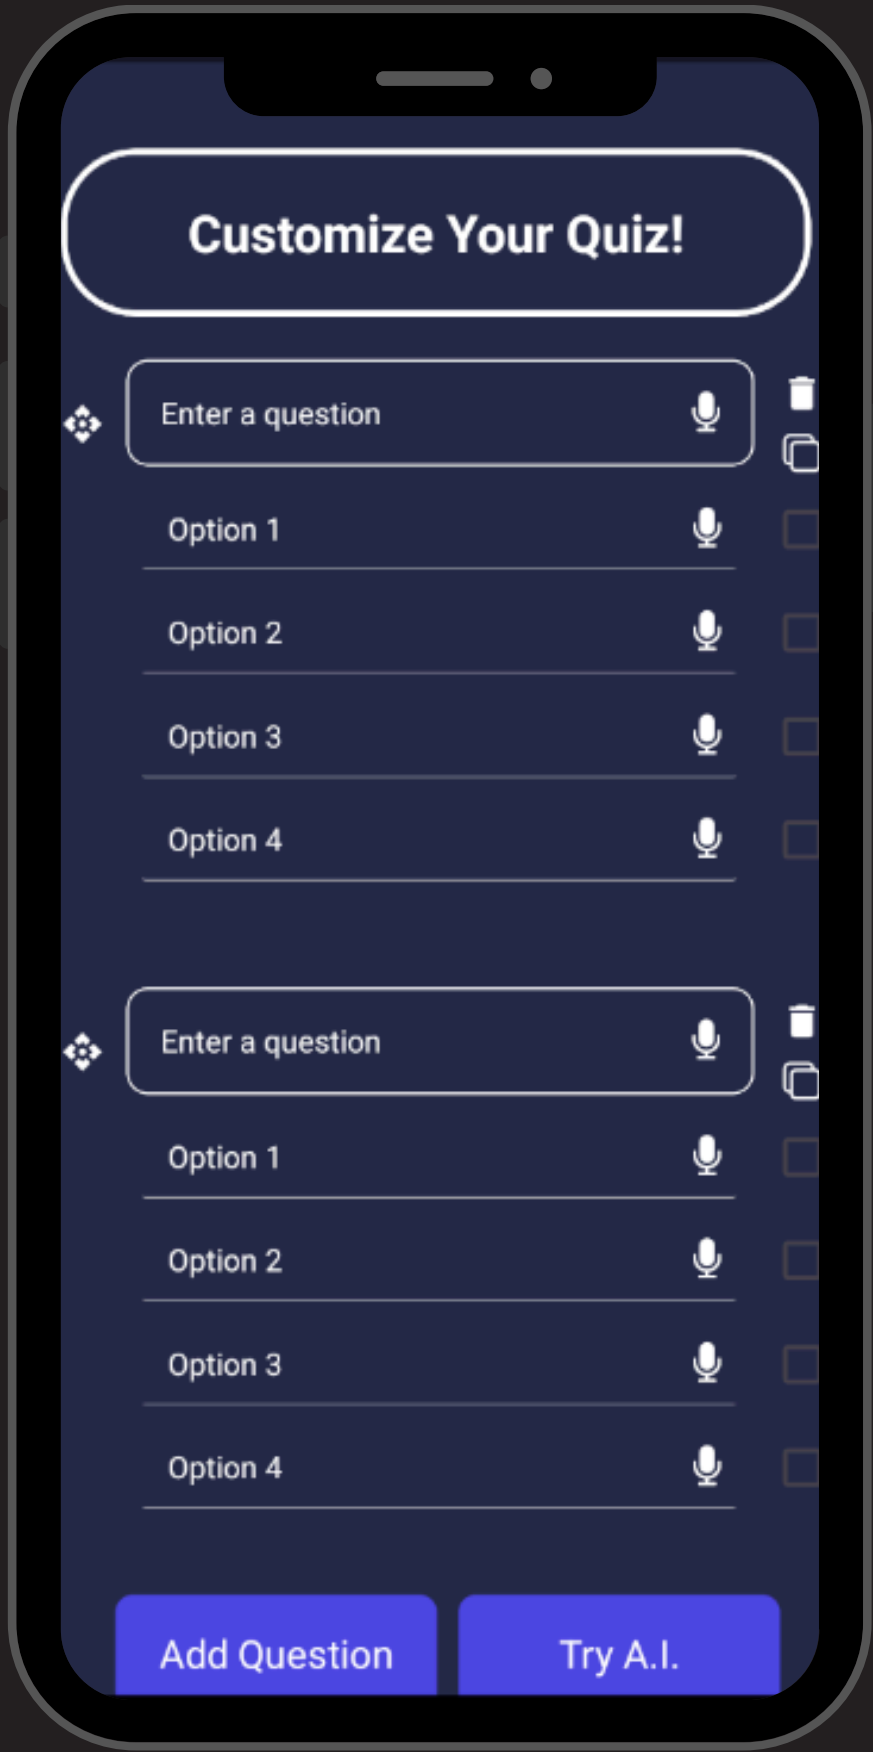 Customize Your Quiz!
Enter a question
Option 1
Option 2
Option 3
Option 4
Enter a question
Option 1
Option 2
Option 3
Option 4
Add Question
Try A.I.